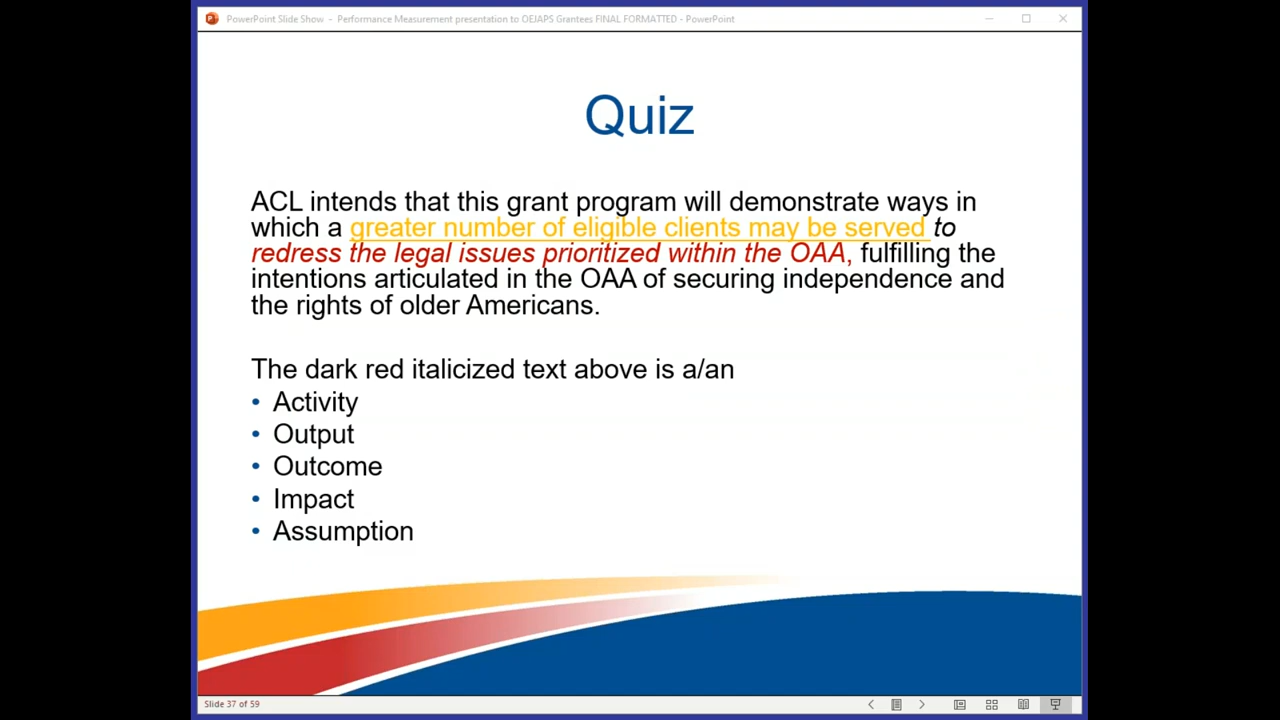 PowerPoint Slide Show - Performance Measurement presentation to OEJAPS Grantees FINAL FORMATTED - PowerPoint
Quiz
ACL intends that this grant program will demonstrate ways in
which a greater number of eligible clients may be served to
redress the legal issues prioritized within the OAA, fulfilling the
intentions articulated in the OAA of securing independence and
the rights of older Americans.
The dark red italicized text above is a/an
• Activity
• Output
• Outcome
• Impact
• Assumption
Slide 37 of 59